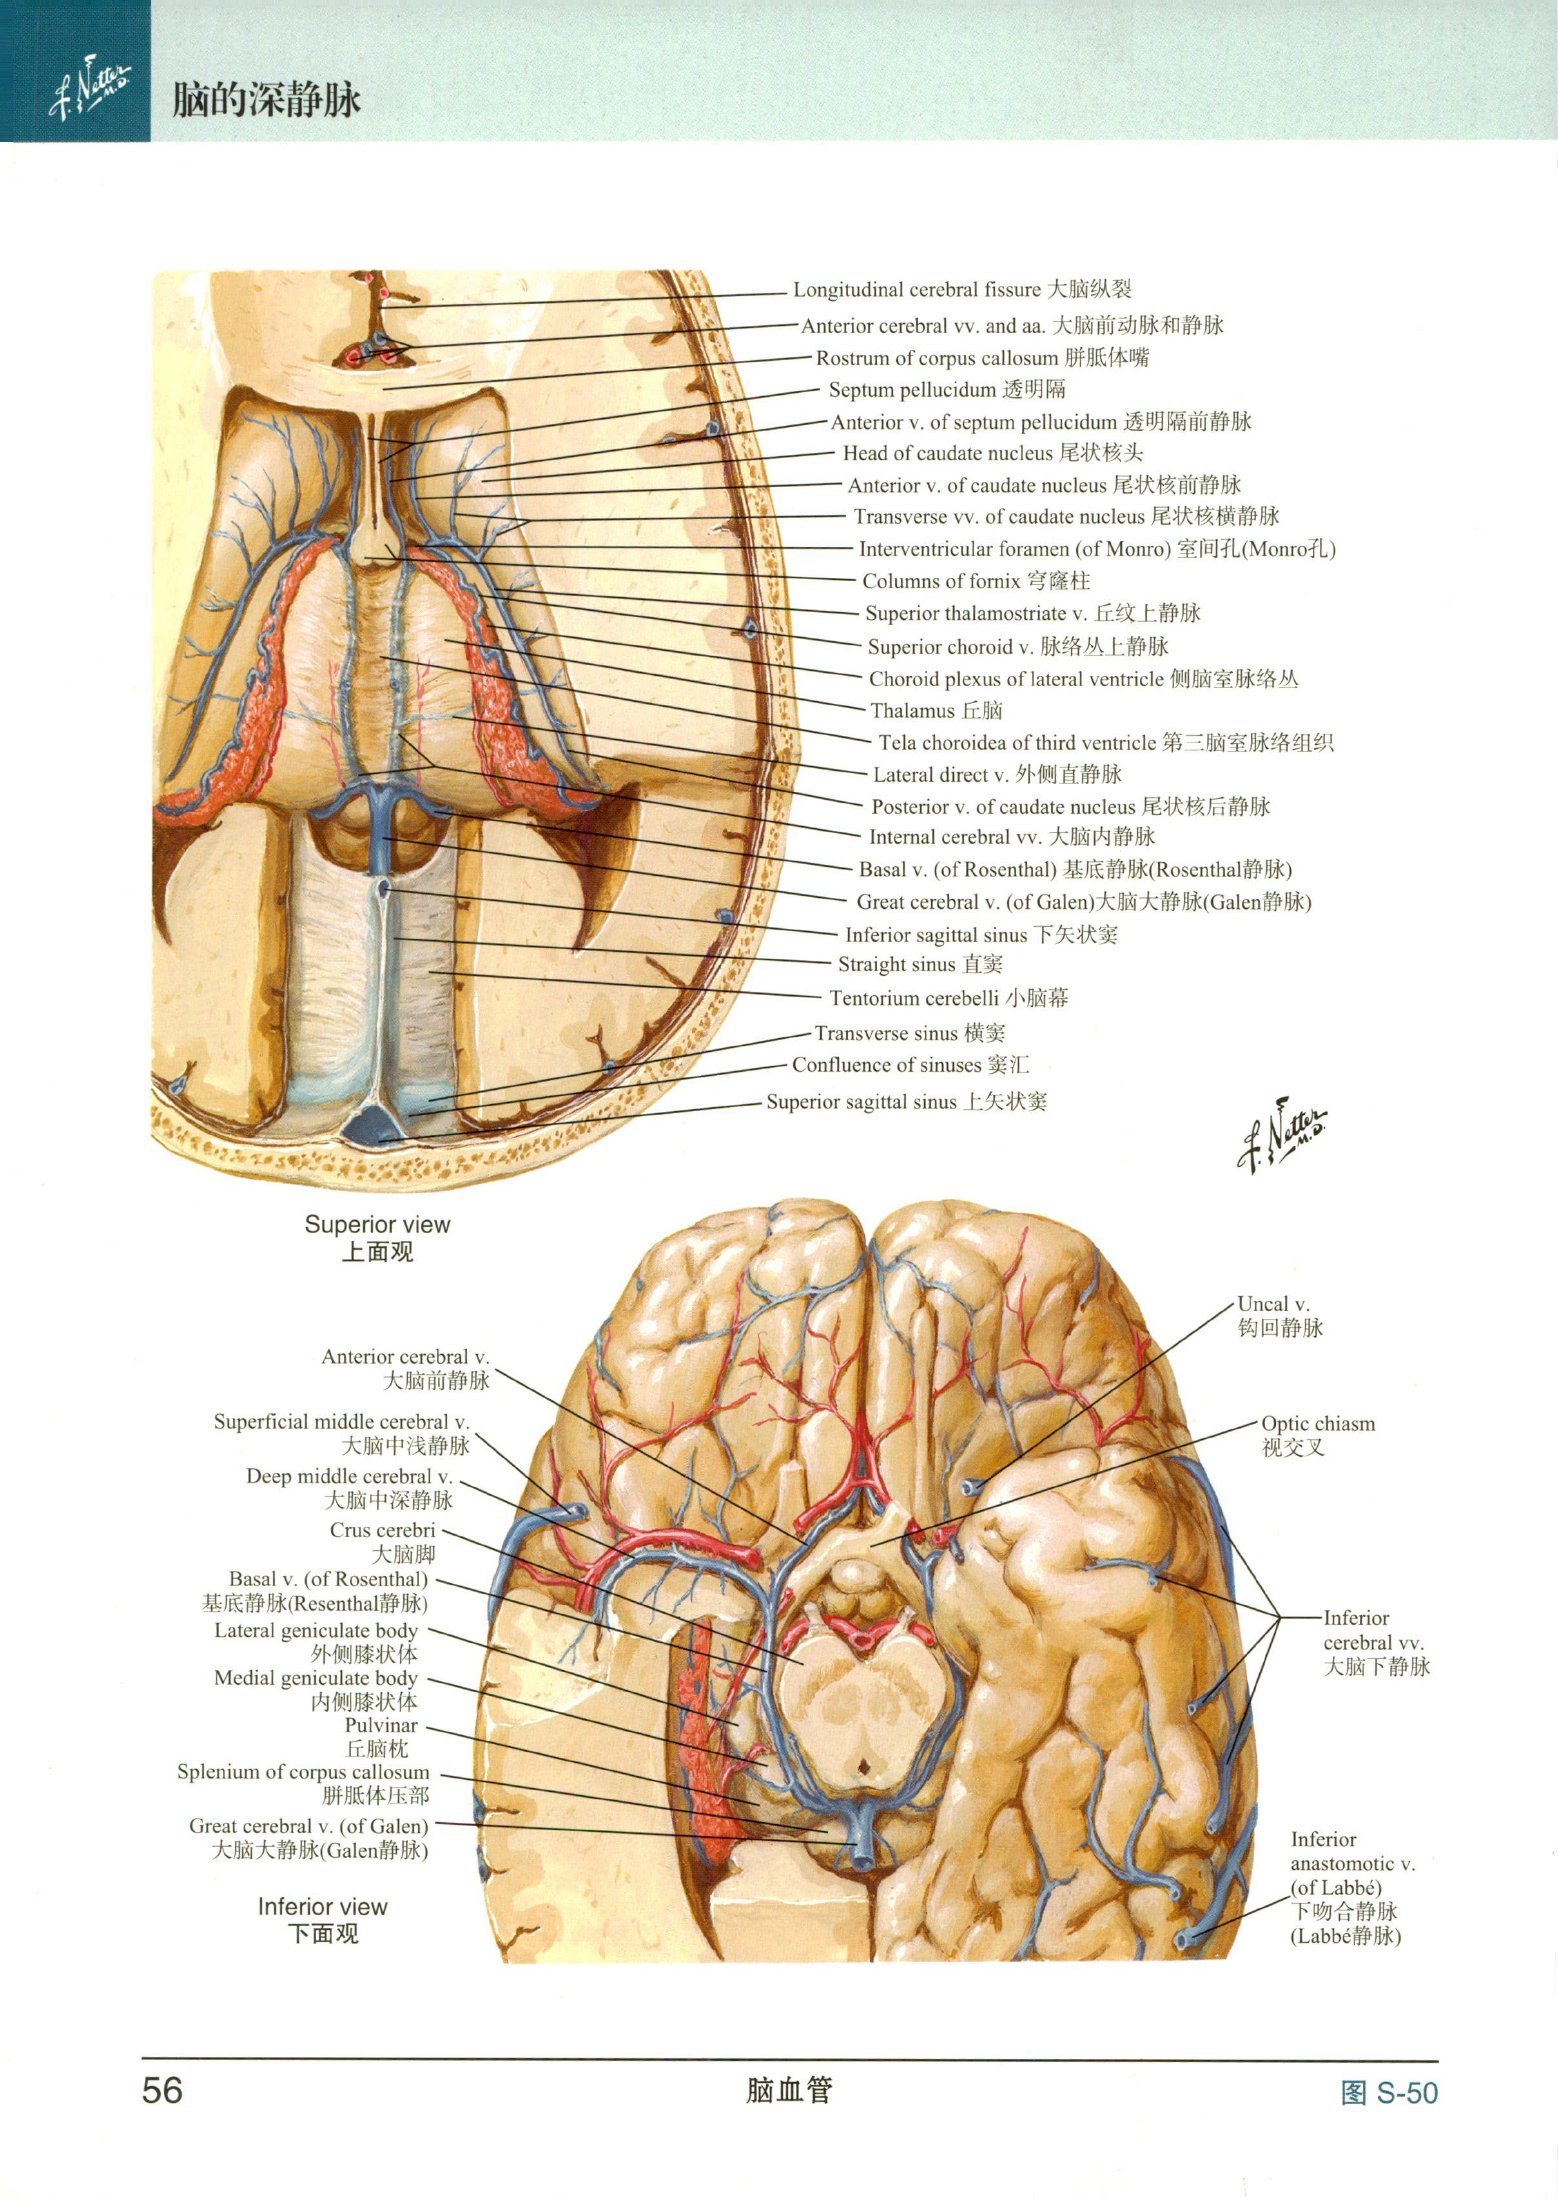 F. Netter M.D.
脑的深静脉
Longitudinal cerebral fissure 大脑纵裂
Anterior cerebral vv. and aa. 大脑前动脉和静脉
Rostrum of corpus callosum 胼胝体嘴
Septum pellucidum 透明隔
Anterior v. of septum pellucidum 透明隔前静脉
Head of caudate nucleus 尾状核头
Anterior v. of caudate nucleus 尾状核前静脉
Transverse vv. of caudate nucleus 尾状核横静脉
Interventricular foramen (of Monro) 室间孔(Monro孔)
Columns of fornix 穹窿柱
Superior thalamostriate v. 丘纹上静脉
Superior choroid v. 脉络丛上静脉
Choroid plexus of lateral ventricle 侧脑室脉络丛
Thalamus 丘脑
Tela choroidea of third ventricle 第三脑室脉络组织
Lateral direct v. 外侧直静脉
Posterior v. of caudate nucleus 尾状核后静脉
Internal cerebral vv. 大脑内静脉
Basal v. (of Rosenthal) 基底静脉(Rosenthal静脉)
Great cerebral v. (of Galen)大脑大静脉(Galen静脉)
Inferior sagittal sinus 下矢状窦
Straight sinus 直窦
Tentorium cerebelli 小脑幕
Transverse sinus 横窦
Confluence of sinuses 窦汇
Superior sagittal sinus 上矢状窦
F. Netter M.D.
Superior view
上面观
Anterior cerebral v.
大脑前静脉
Superficial middle cerebral v.
大脑中浅静脉
Deep middle cerebral v.
大脑中深静脉
Crus cerebri
大脑脚
Basal v. (of Rosenthal)
基底静脉(Resenthal静脉)
Lateral geniculate body
外侧膝状体
Medial geniculate body
内侧膝状体
Pulvinar
丘脑枕
Splenium of corpus callosum
胼胝体压部
Great cerebral v. (of Galen)
大脑大静脉(Galen静脉)
Inferior view
下面观
Uncal v.
钩回静脉
Optic chiasm
视交叉
Inferior
cerebral vv.
大脑下静脉
Inferior
anastomotic v.
(of Labbé)
下吻合静脉
(Labbé静脉)
56
脑血管
图 S-50